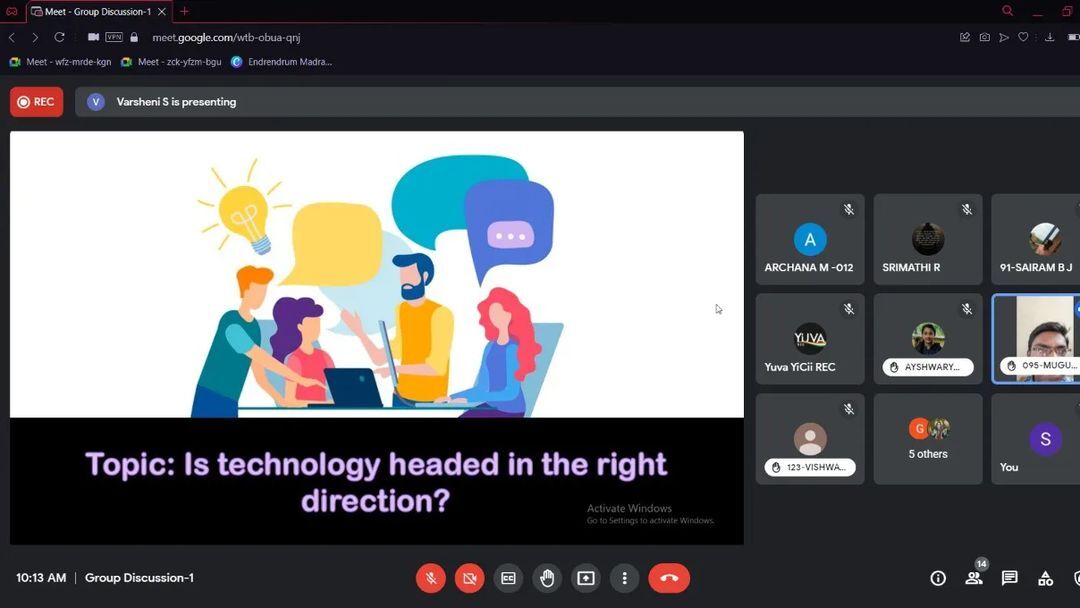 Meet - Group Discussion-1
VPN
meet.google.com/wtb-obua-qnj
Meet - wfz-mrde-kgn
Meet - zck-yfzm-bgu
Endrendrum Madra...
REC
V
Varsheni S is presenting
Topic: Is technology headed in the right
direction?
Activate Windows
Go to Settings to activate Windows.
A
ARCHANA M -012
SRIMATHI R
91-SAIRAM B J
YUVA
Yuva YiCii REC
AYSHWARY...
095-MUGU...
123-VISHWA...
G
5 others
S
You
10:13 AM | Group Discussion-1
CC
14